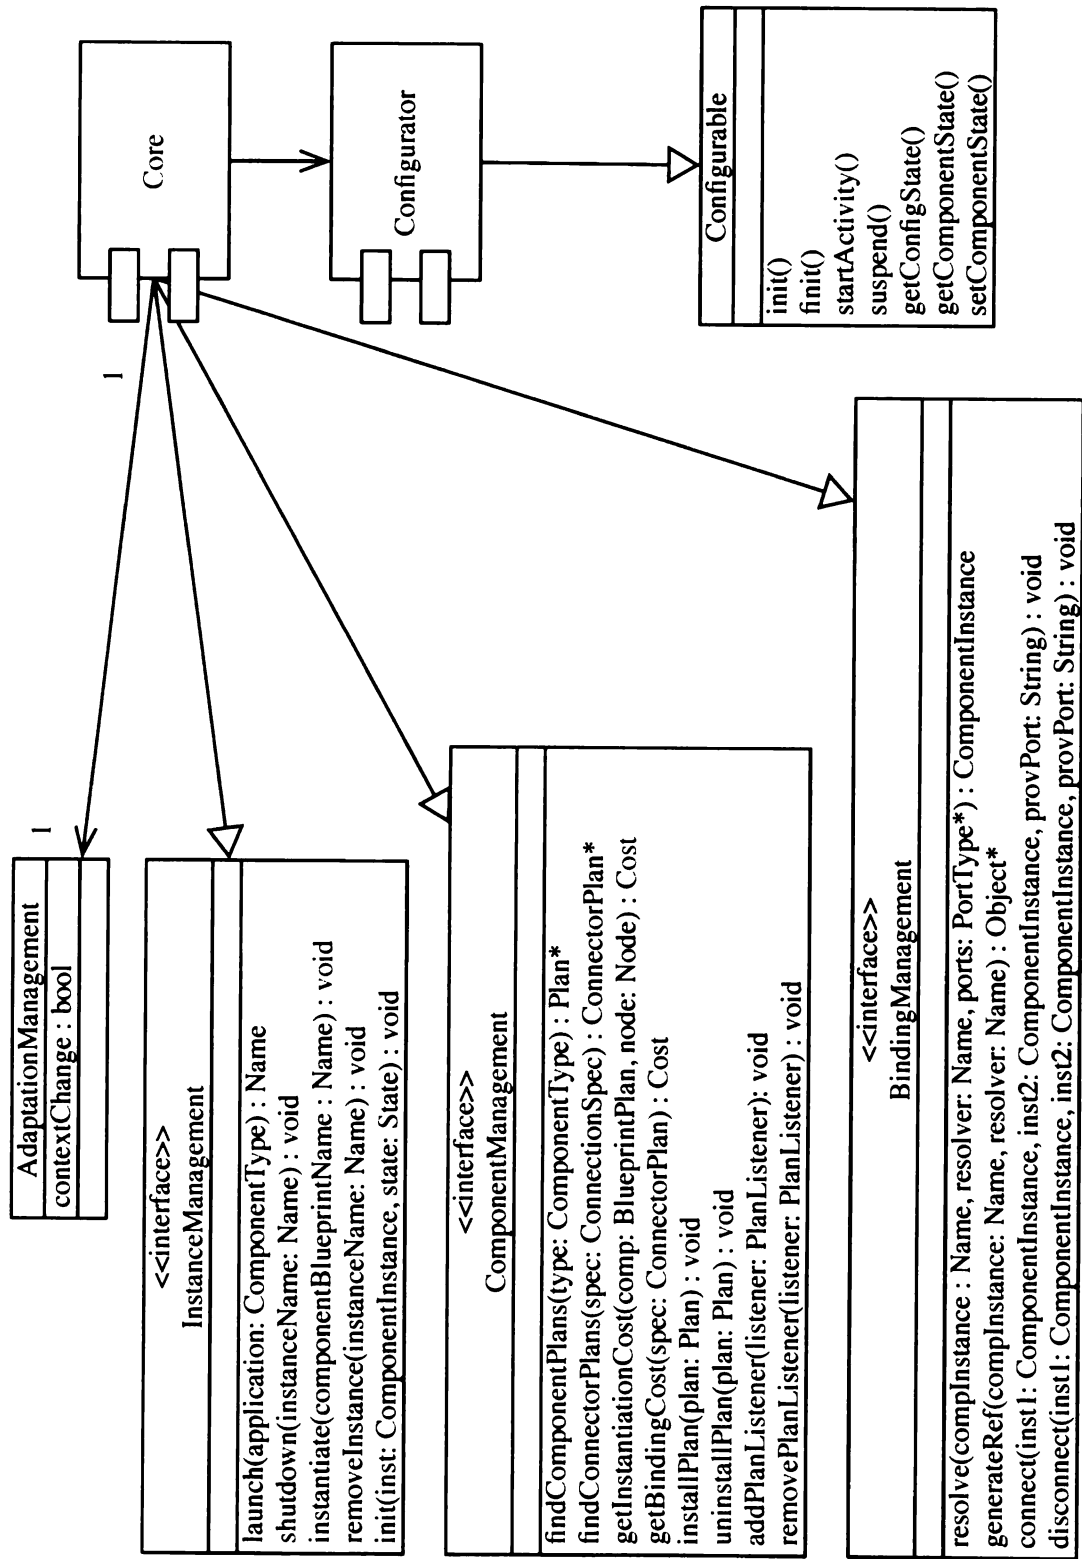 AdaptationManagement
contextChange : bool
1
1
Core
<<interface>>
InstanceManagement
launch(application: ComponentType) : Name
shutdown(instanceName: Name) : void
instantiate(componentBlueprintName : Name) : void
removeInstance(instanceName: Name) : void
init(inst: ComponentInstance, state: State) : void
Configurator
<<interface>>
ComponentManagement
findComponentPlans(type: ComponentType) : Plan*
findConnectorPlans(spec: ConnectionSpec) : ConnectorPlan*
getInstantiationCost(comp: BlueprintPlan, node: Node) : Cost
getBindingCost(spec: ConnectorPlan) : Cost
installPlan(plan: Plan) : void
uninstallPlan(plan: Plan) : void
addPlanListener(listener: PlanListener): void
removePlanListener(listener: PlanListener) : void
Configurable
init()
finit()
startActivity()
suspend()
getConfigState()
getComponentState()
setComponentState()
<<interface>>
BindingManagement
resolve(compInstance : Name, resolver: Name, ports: PortType*) : ComponentInstance
generateRef(compInstance: Name, resolver: Name) : Object*
connect(inst1: ComponentInstance, inst2: ComponentInstance, provPort: String) : void
disconnect(inst1: ComponentInstance, inst2: ComponentInstance, provPort: String) : void